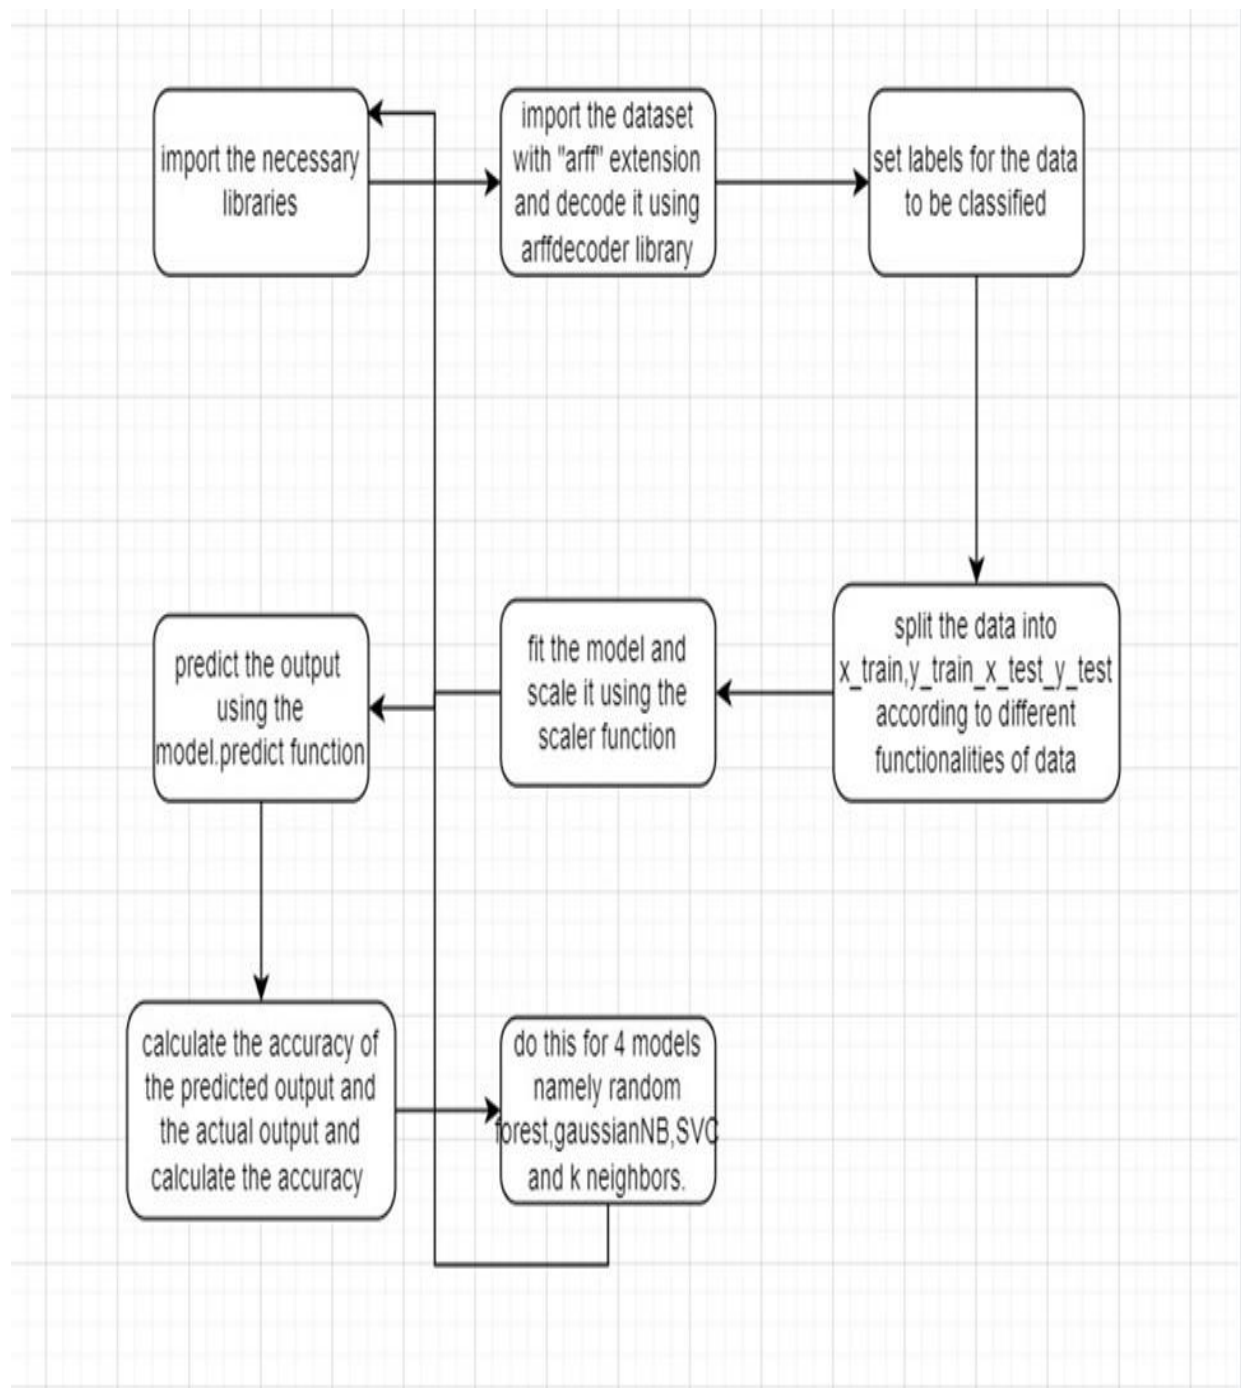 import the necessary
libraries
import the dataset
with "arff" extension
and decode it using
arffdecoder library
set labels for the data
to be classified
split the data into
x_train,y_train_x_test_y_test
according to different
functionalities of data
fit the model and
scale it using the
scaler function
predict the output
using the
model.predict function
calculate the accuracy of
the predicted output and
the actual output and
calculate the accuracy
do this for 4 models
namely random
forest,gaussianNB,SVC
and k neighbors.